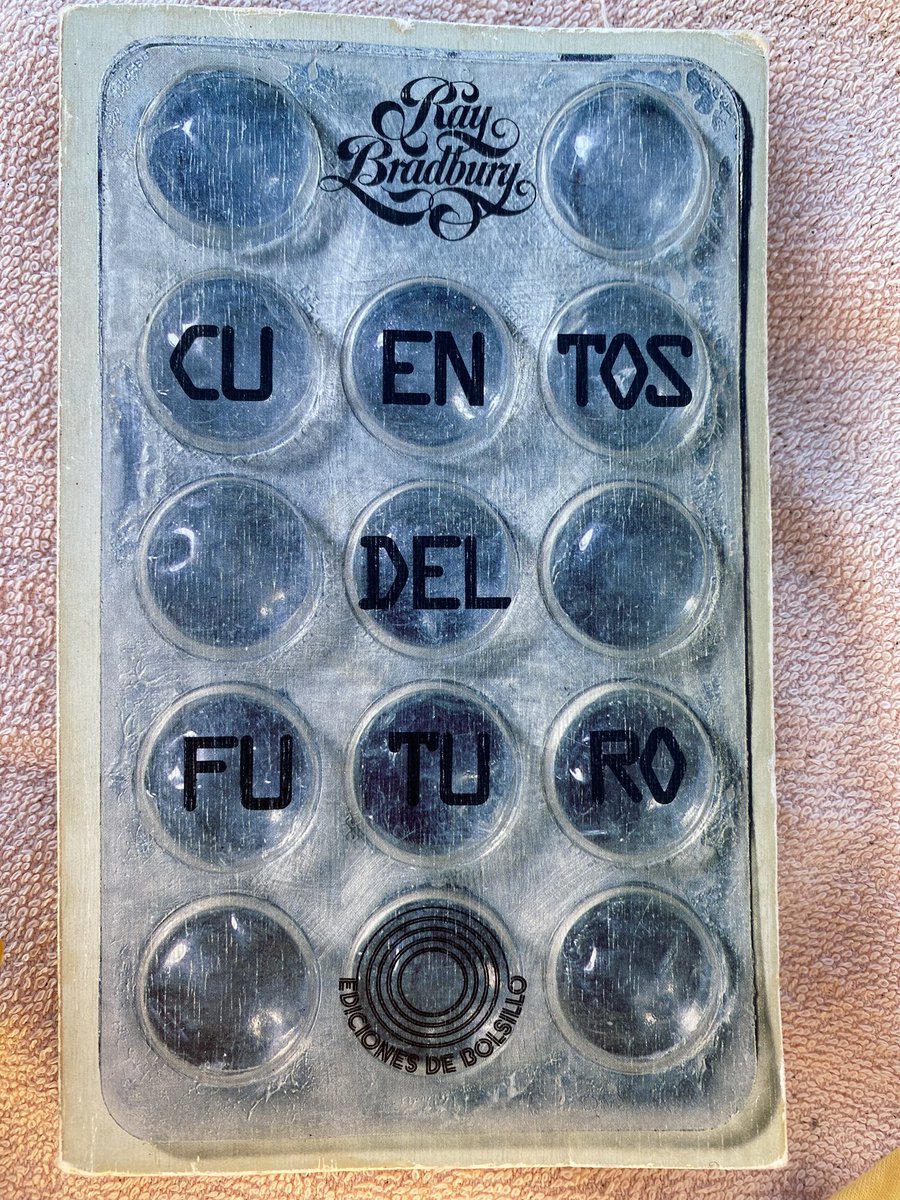 Ray
Bradbury
CU EN TOS
DEL
FU TU RO
EDICIONES DE BOLSILLO